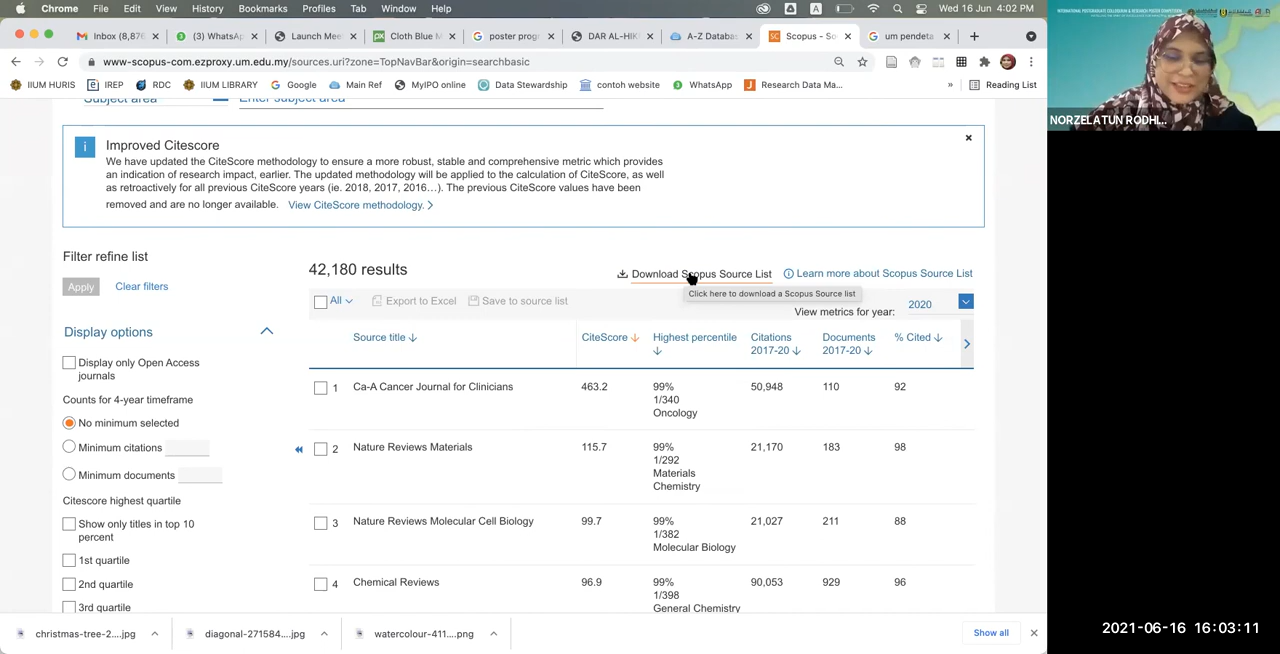 Chrome File Edit View History Bookmarks Profiles Tab Window Help
Wed 16 Jun 4:02 PM
Inbox (8,87
(3) WhatsAp
Launch Mee
Cloth Blue M
poster prog
DAR AL-HIK
A-Z Databas
Scopus - So
um pendeta
www-scopus-com.ezproxy.um.edu.my/sources.uri?zone=TopNavBar&origin=searchbasic
IIUM HURIS IREP RDC IIUM LIBRARY Google Main Ref MyIPO online Data Stewardship contoh website WhatsApp Research Data Ma... » Reading List
Subject area
Enter subject area
Improved Citescore
We have updated the CiteScore methodology to ensure a more robust, stable and comprehensive metric which provides
an indication of research impact, earlier. The updated methodology will be applied to the calculation of CiteScore, as well
as retroactively for all previous CiteScore years (ie. 2018, 2017, 2016...). The previous CiteScore values have been
removed and are no longer available. View CiteScore methodology. >
Filter refine list
Apply Clear filters
Display options
Display only Open Access
journals
Counts for 4-year timeframe
No minimum selected
Minimum citations
Minimum documents
Citescore highest quartile
Show only titles in top 10
percent
1st quartile
2nd quartile
3rd quartile
42,180 results
Download Scopus Source List
Learn more about Scopus Source List
Click here to download a Scopus Source list
All Export to Excel Save to source list
View metrics for year: 2020
Source title ↓ CiteScore ↓ Highest percentile ↓ Citations 2017-20 ↓ Documents 2017-20 ↓ % Cited ↓
1 Ca-A Cancer Journal for Clinicians 463.2 99% 50,948 110 92
1/340
Oncology
2 Nature Reviews Materials 115.7 99% 21,170 183 98
1/292
Materials
Chemistry
3 Nature Reviews Molecular Cell Biology 99.7 99% 21,027 211 88
1/382
Molecular Biology
4 Chemical Reviews 96.9 99% 90,053 929 96
1/398
General Chemistry
christmas-tree-2....jpg
diagonal-271584....jpg
watercolour-411....png
Show all
INTERNATIONAL POSTGRADUATE COLLOQUIUM & RESEARCH POSTER COMPETITION
NORZELATUN RODHI...
2021-06-16 16:03:11